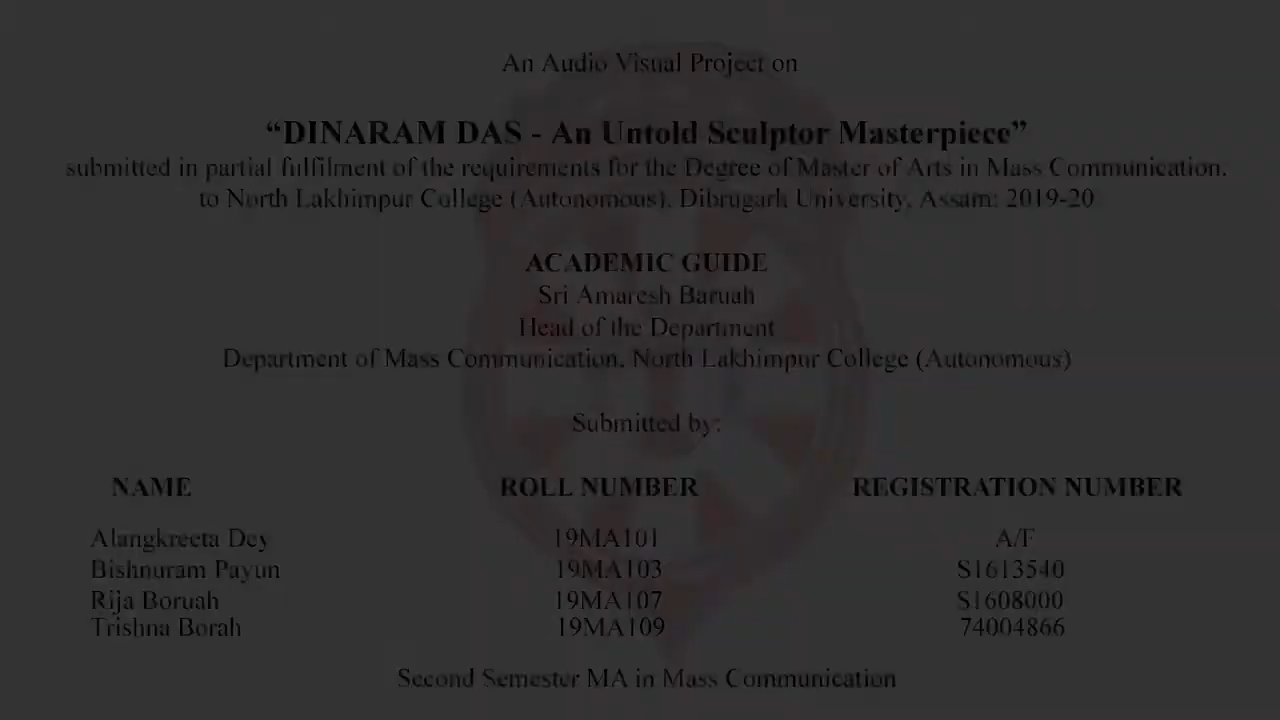 An Audio Visual Project on
“DINARAM DAS - An Untold Sculptor Masterpiece”
submitted in partial fulfilment of the requirements for the Degree of Master of Arts in Mass Communication.
to North Lakhimpur College (Autonomous). Dibrugarh University, Assam: 2019-20
ACADEMIC GUIDE
Sri Amaresh Baruah
Head of the Department
Department of Mass Communication. North Lakhimpur College (Autonomous)
Submitted by:
NAME ROLL NUMBER REGISTRATION NUMBER
Alangkreeta Dey 19MA101 A/F
Bishnuram Payun 19MA103 S1613540
Rija Boruah 19MA107 S1608000
Trishna Borah 19MA109 74004866
Second Semester MA in Mass Communication